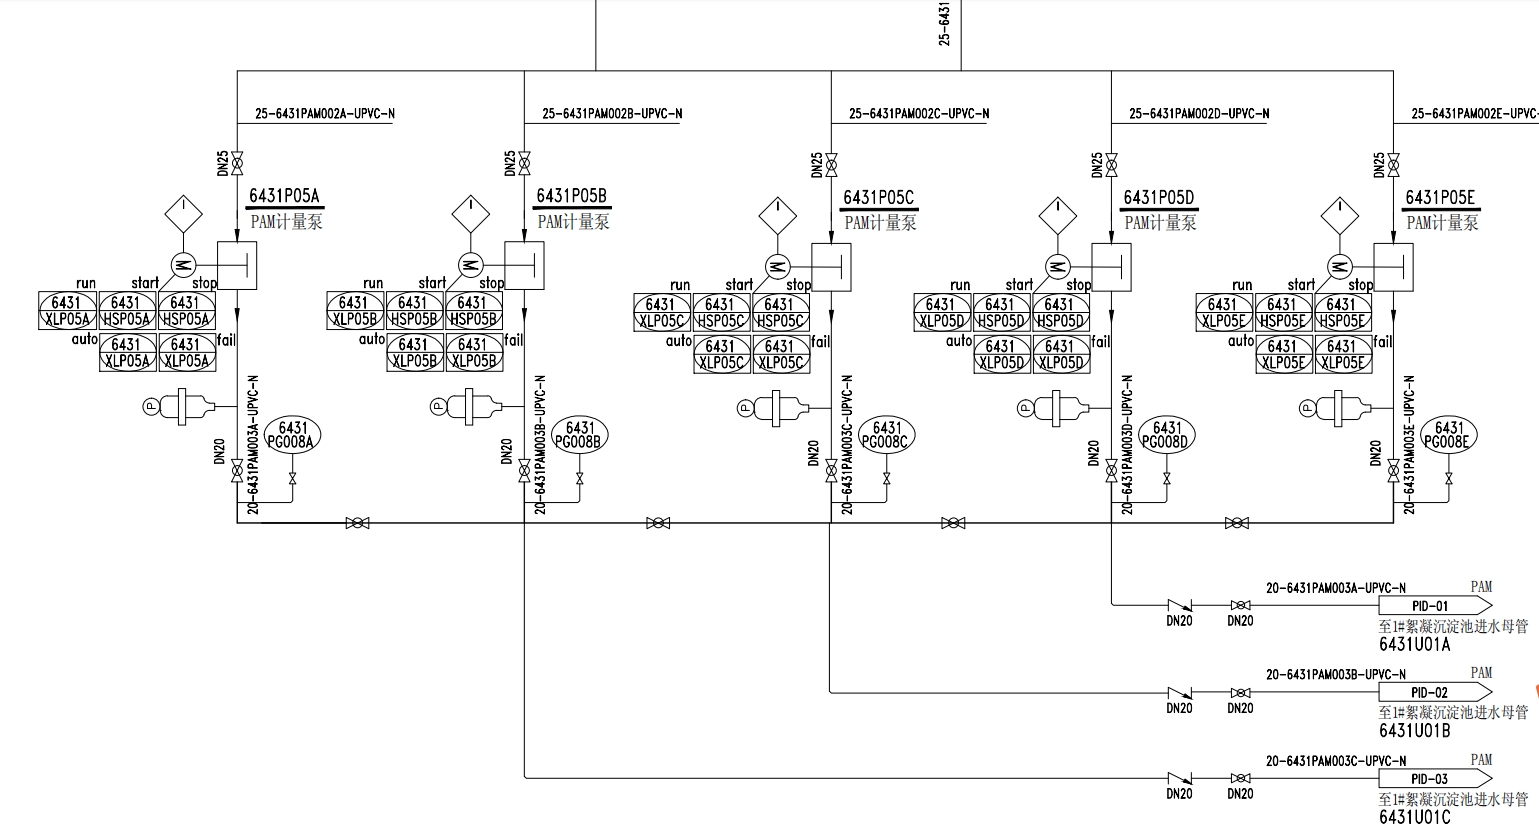 25-6431
25-6431PAM002A-UPVC-N
25-6431PAM002B-UPVC-N
25-6431PAM002C-UPVC-N
25-6431PAM002D-UPVC-N
25-6431PAM002E-UPVC-
DN25
DN25
DN25
DN25
DN25
6431P05A
PAM计量泵
6431P05B
PAM计量泵
6431P05C
PAM计量泵
6431P05D
PAM计量泵
6431P05E
PAM计量泵
I
M
run
start
stop
6431
XLP05A
6431
HSP05A
6431
HSP05A
auto
6431
XLP05A
6431
XLP05A
fail
I
M
run
start
stop
6431
XLP05B
6431
HSP05B
6431
HSP05B
auto
6431
XLP05B
6431
XLP05B
fail
I
M
run
start
stop
6431
XLP05C
6431
HSP05C
6431
HSP05C
auto
6431
XLP05C
6431
XLP05C
fail
I
M
run
start
stop
6431
XLP05D
6431
HSP05D
6431
HSP05D
auto
6431
XLP05D
6431
XLP05D
fail
I
M
run
start
stop
6431
XLP05E
6431
HSP05E
6431
HSP05E
auto
6431
XLP05E
6431
XLP05E
fail
P
DN20
20-6431PAM003A-UPVC-N
6431
PG008A
P
DN20
20-6431PAM003B-UPVC-N
6431
PG008B
P
DN20
20-6431PAM003C-UPVC-N
6431
PG008C
P
DN20
20-6431PAM003D-UPVC-N
6431
PG008D
P
DN20
20-6431PAM003E-UPVC-N
6431
PG008E
20-6431PAM003A-UPVC-N
PAM
PID-01
DN20
DN20
至1#絮凝沉淀池进水母管
6431U01A
20-6431PAM003B-UPVC-N
PAM
PID-02
DN20
DN20
至1#絮凝沉淀池进水母管
6431U01B
20-6431PAM003C-UPVC-N
PAM
PID-03
DN20
DN20
至1#絮凝沉淀池进水母管
6431U01C